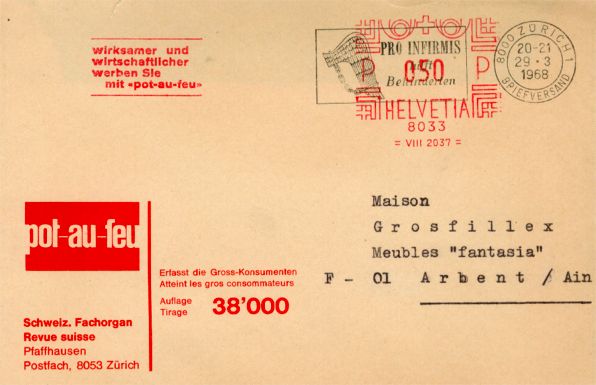 wirksamer und
wirtschaftlicher
werben Sie
mit «pot-au-feu»
PRO INFIRMIS
Behinderten
P 050 P
HELVETIA
8033
= VIII 2037 =
8000 ZÜRICH 1
20-21
29·3
1968
BRIEFVERSAND
pot-au-feu
Erfasst die Gross-Konsumenten
Atteint les gros consommateurs
Auflage
Tirage
38'000
Schweiz. Fachorgan
Revue suisse
Pfaffhausen
Postfach, 8053 Zürich
Maison
Grosfillex
Meubles "fantasia"
F - 01 Arbent / Ain